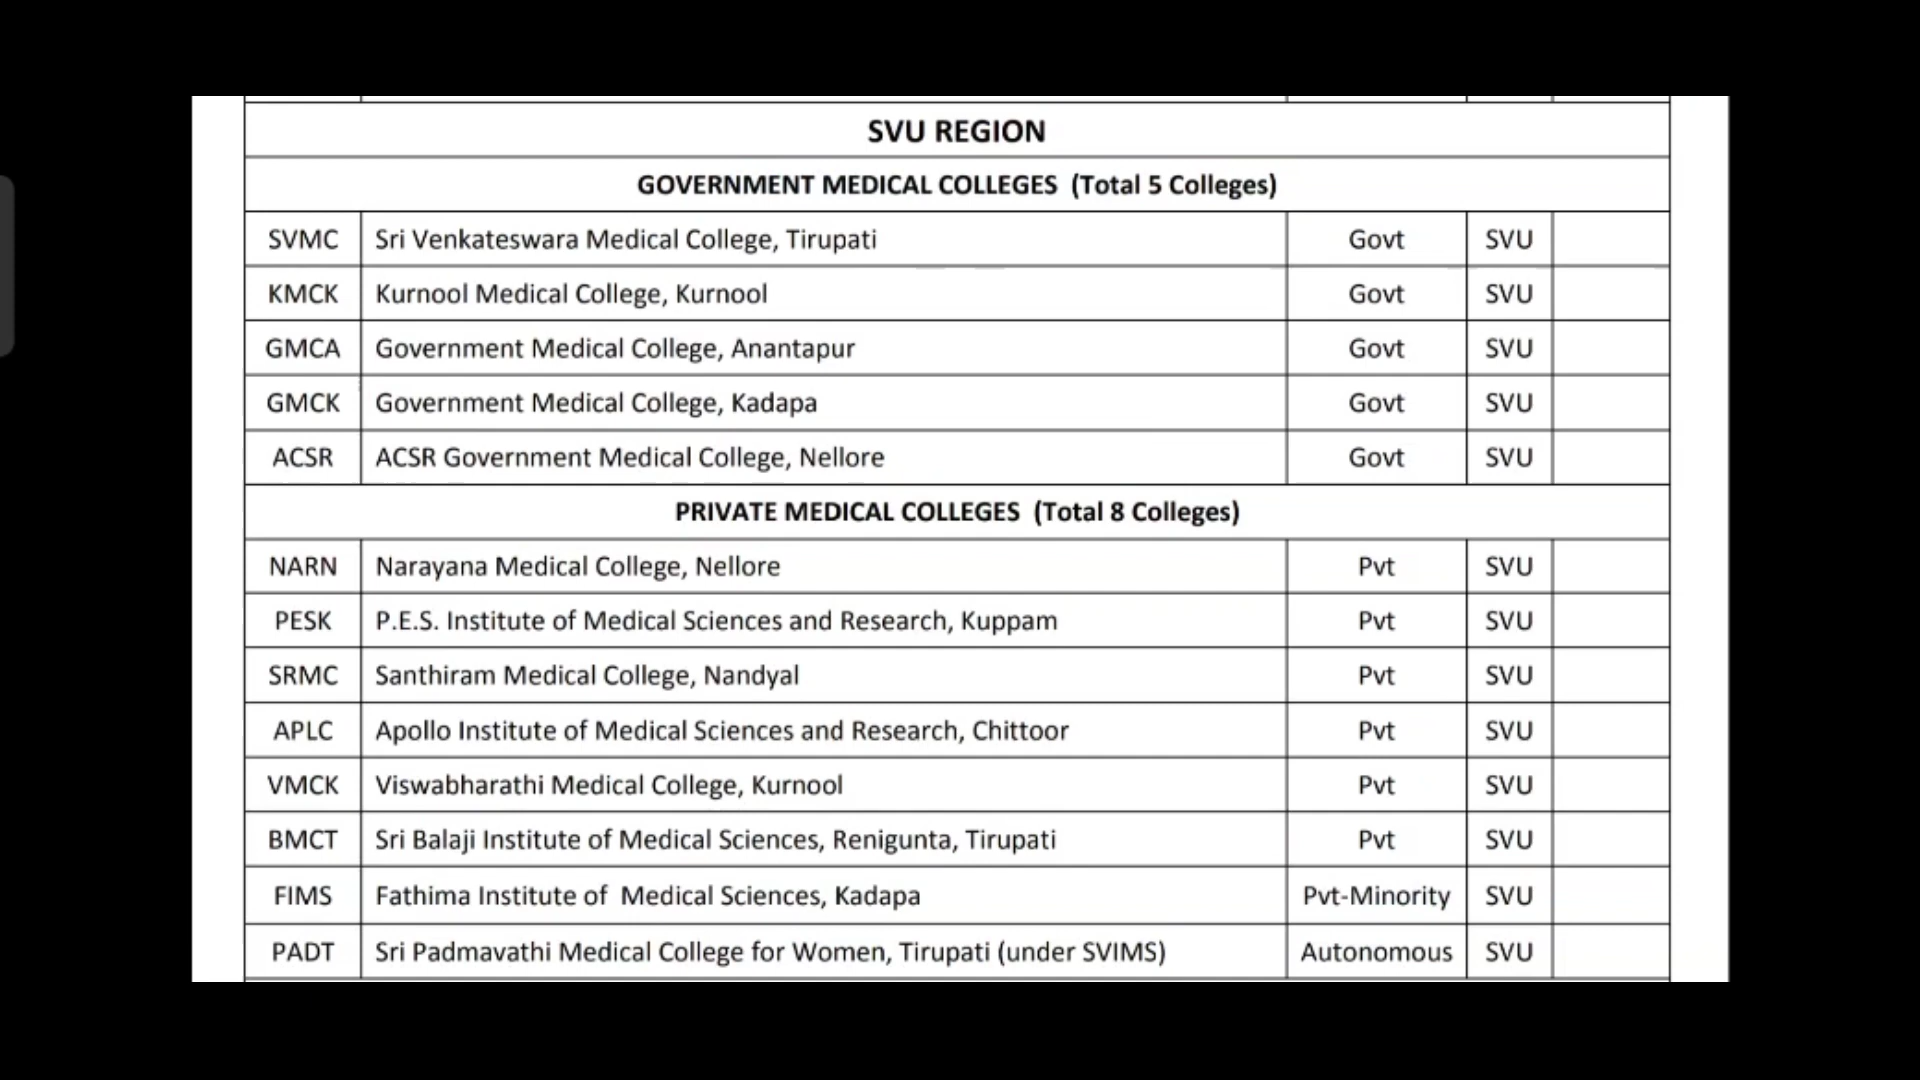 SVU REGION
GOVERNMENT MEDICAL COLLEGES (Total 5 Colleges)
SVMC Sri Venkateswara Medical College, Tirupati Govt SVU
KMCK Kurnool Medical College, Kurnool Govt SVU
GMCA Government Medical College, Anantapur Govt SVU
GMCK Government Medical College, Kadapa Govt SVU
ACSR ACSR Government Medical College, Nellore Govt SVU
PRIVATE MEDICAL COLLEGES (Total 8 Colleges)
NARN Narayana Medical College, Nellore Pvt SVU
PESK P.E.S. Institute of Medical Sciences and Research, Kuppam Pvt SVU
SRMC Santhiram Medical College, Nandyal Pvt SVU
APLC Apollo Institute of Medical Sciences and Research, Chittoor Pvt SVU
VMCK Viswabharathi Medical College, Kurnool Pvt SVU
BMCT Sri Balaji Institute of Medical Sciences, Renigunta, Tirupati Pvt SVU
FIMS Fathima Institute of Medical Sciences, Kadapa Pvt-Minority SVU
PADT Sri Padmavathi Medical College for Women, Tirupati (under SVIMS) Autonomous SVU